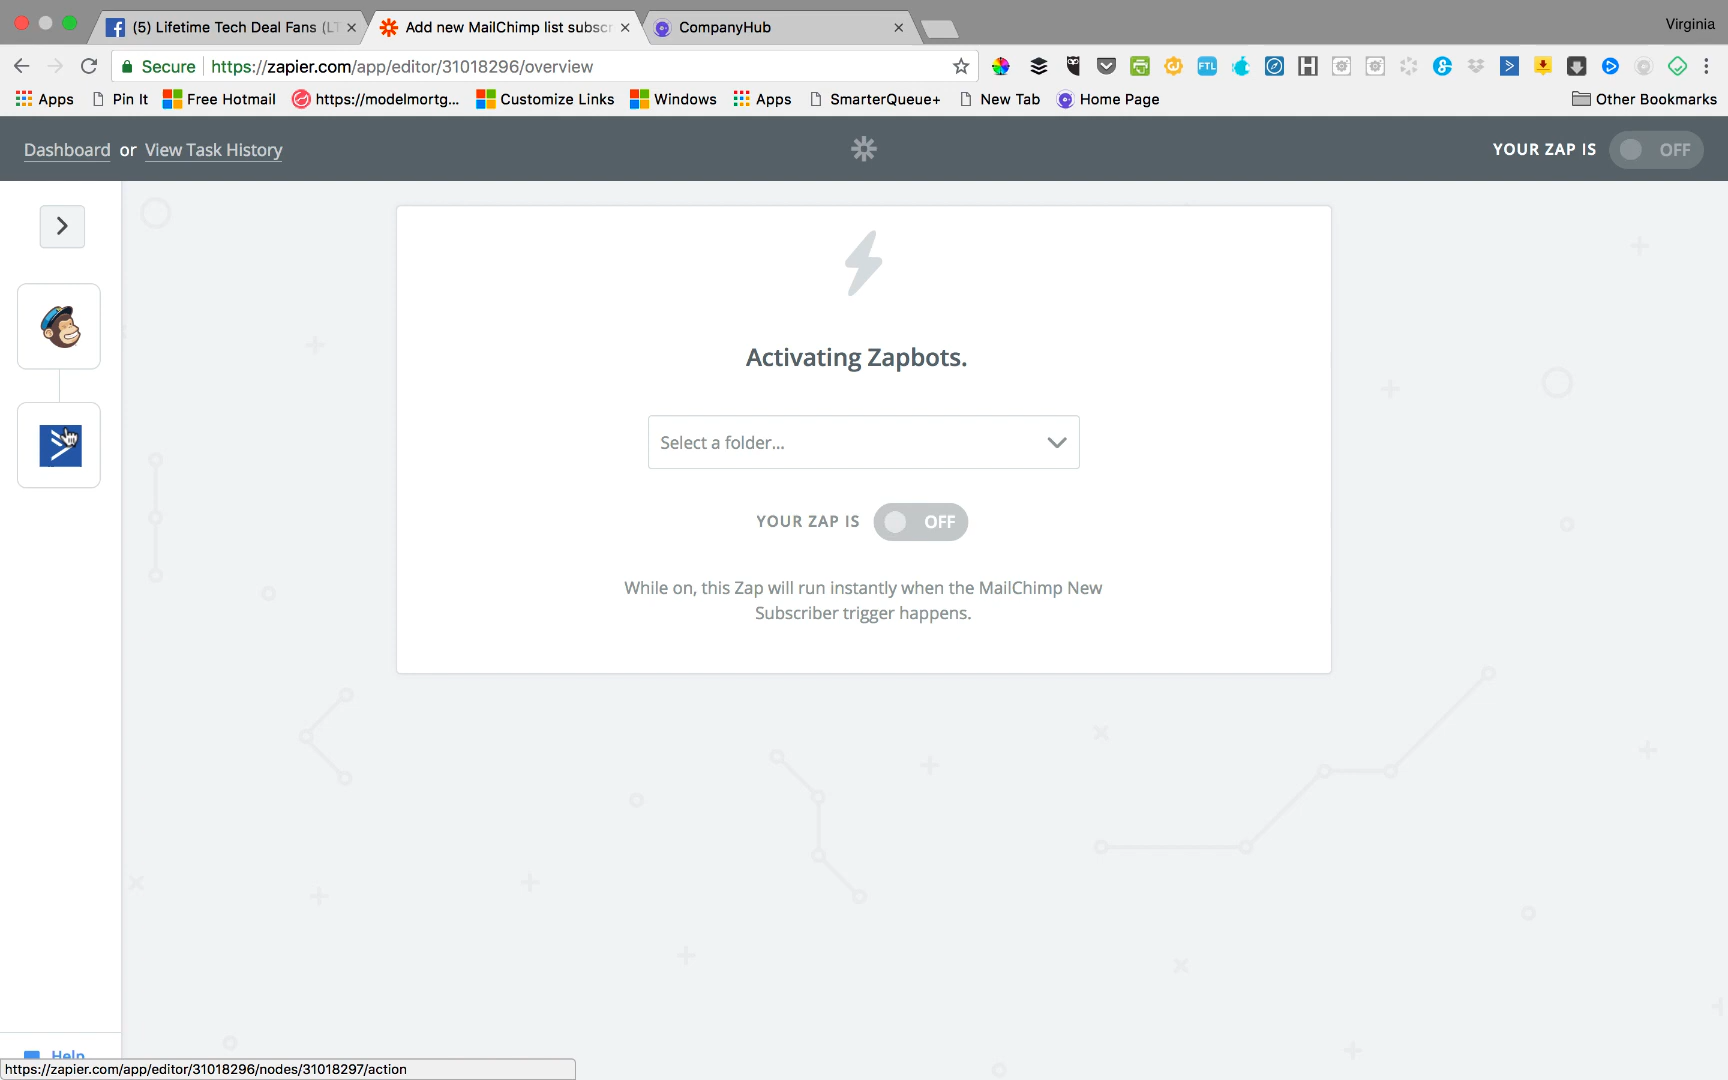 (5) Lifetime Tech Deal Fans (LT
Add new MailChimp list subscr
CompanyHub
Virginia
Secure
https://zapier.com/app/editor/31018296/overview
FTL
Apps
Pin It
Free Hotmail
https://modelmortg...
Customize Links
Windows
Apps
SmarterQueue+
New Tab
Home Page
Other Bookmarks
Dashboard or View Task History
YOUR ZAP IS OFF
Activating Zapbots.
Select a folder...
YOUR ZAP IS OFF
While on, this Zap will run instantly when the MailChimp New
Subscriber trigger happens.
Help
https://zapier.com/app/editor/31018296/nodes/31018297/action